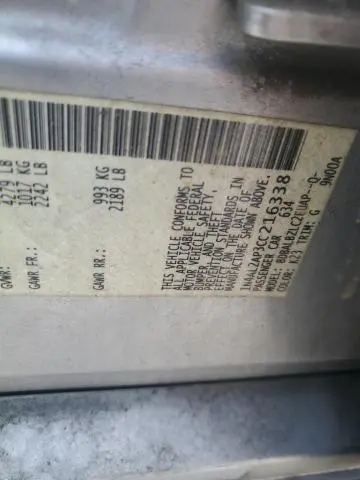 GVWR: 4279 LB
GAWR FR.: 1017 KG
2242 LB
GAWR RR.: 993 KG
2189 LB
THIS VEHICLE CONFORMS TO
ALL APPLICABLE FEDERAL
MOTOR VEHICLE SAFETY,
BUMPER, AND THEFT PREVENTION
STANDARDS IN
EFFECT ON THE DATE OF
MANUFACTURE SHOWN ABOVE.
1N4AL2AP3CC216338
PASSENGER CAR 634
MODEL: BDBALBZLC2EUAP--Q-
COLOR: K23 TRIM: G 9N00A